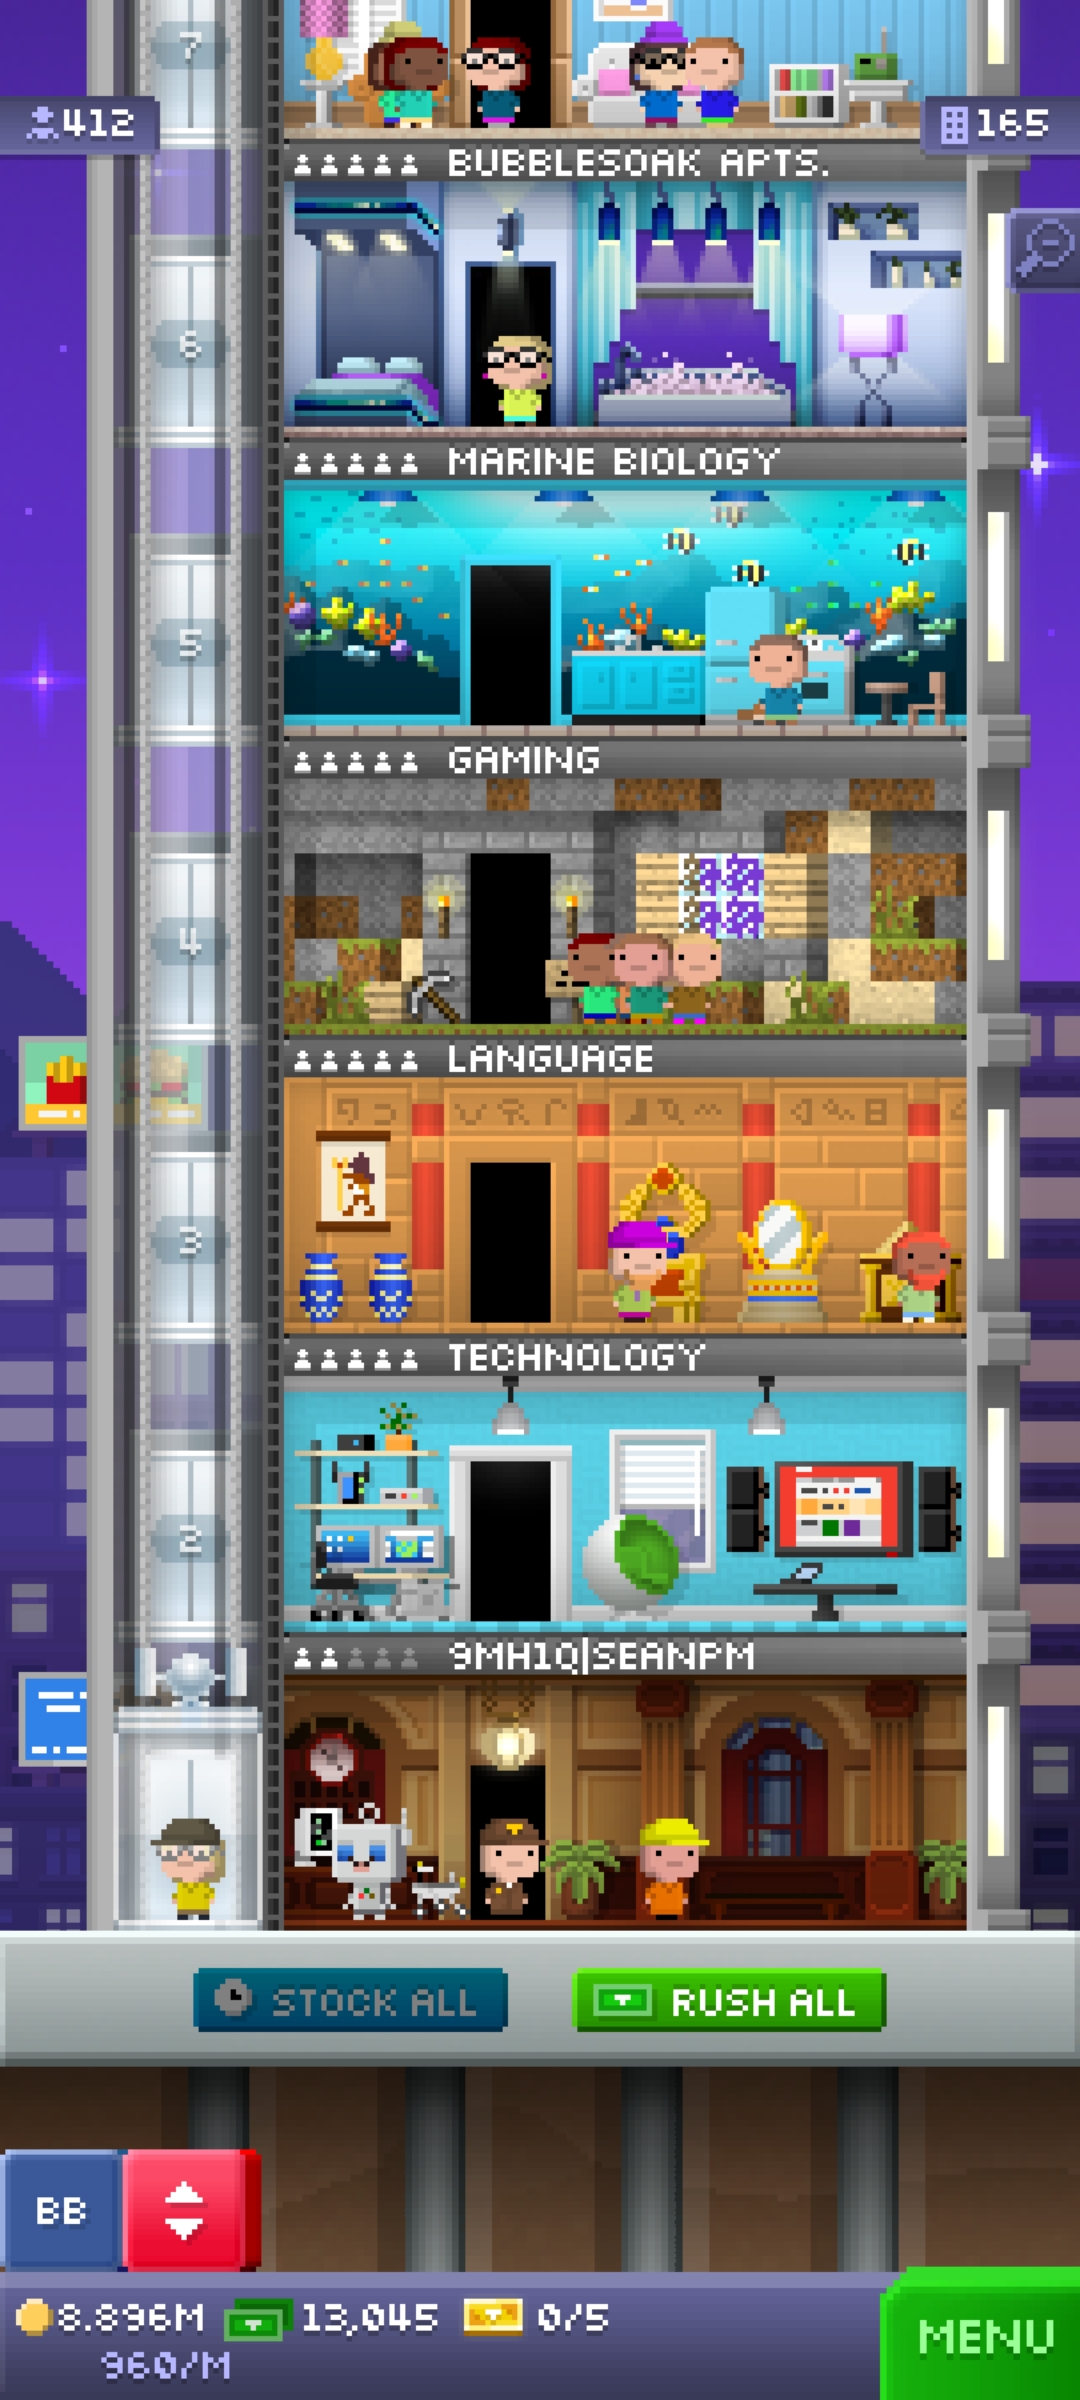 7
412
165
BUBBLESOAK APTS.
6
MARINE BIOLOGY
5
GAMING
4
LANGUAGE
3
TECHNOLOGY
2
9MH1Q|SEANPM
STOCK ALL
RUSH ALL
BB
8.896M 13,045 0/5
960/M
MENU